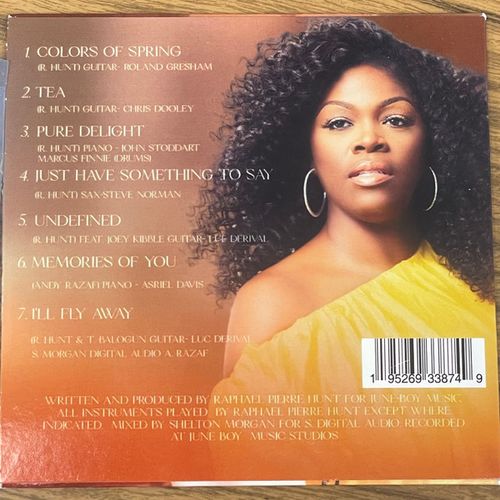 1. COLORS OF SPRING
(R. HUNT) GUITAR- ROLAND GRESHAM
2. TEA
(R. HUNT) GUITAR- CHRIS DOOLEY
3. PURE DELIGHT
(R. HUNT) PIANO - JOHN STODDART
MARCUS FINNIE (DRUMS)
4. JUST HAVE SOMETHING TO SAY
(R. HUNT) SAX-STEVE NORMAN
5. UNDEFINED
(R. HUNT) FEAT. JOEY KIBBLE GUITAR- LUC DERIVAL
6. MEMORIES OF YOU
(ANDY RAZAF) PIANO - ASRIEL DAVIS
7. I'LL FLY AWAY
(R. HUNT & T. BALOGUN GUITAR- LUC DERIVAL
S. MORGAN DIGITAL AUDIO A. RAZAF
1 95269 33874 9
WRITTEN AND PRODUCED BY RAPHAEL PIERRE HUNT FOR JUNE-BOY MUSIC,
ALL INSTRUMENTS PLAYED BY RAPHAEL PIERRE HUNT EXCEPT WHERE
INDICATED. MIXED BY SHELTON MORGAN FOR S. DIGITAL AUDIO RECORDED
AT JUNE BOY MUSIC STUDIOS